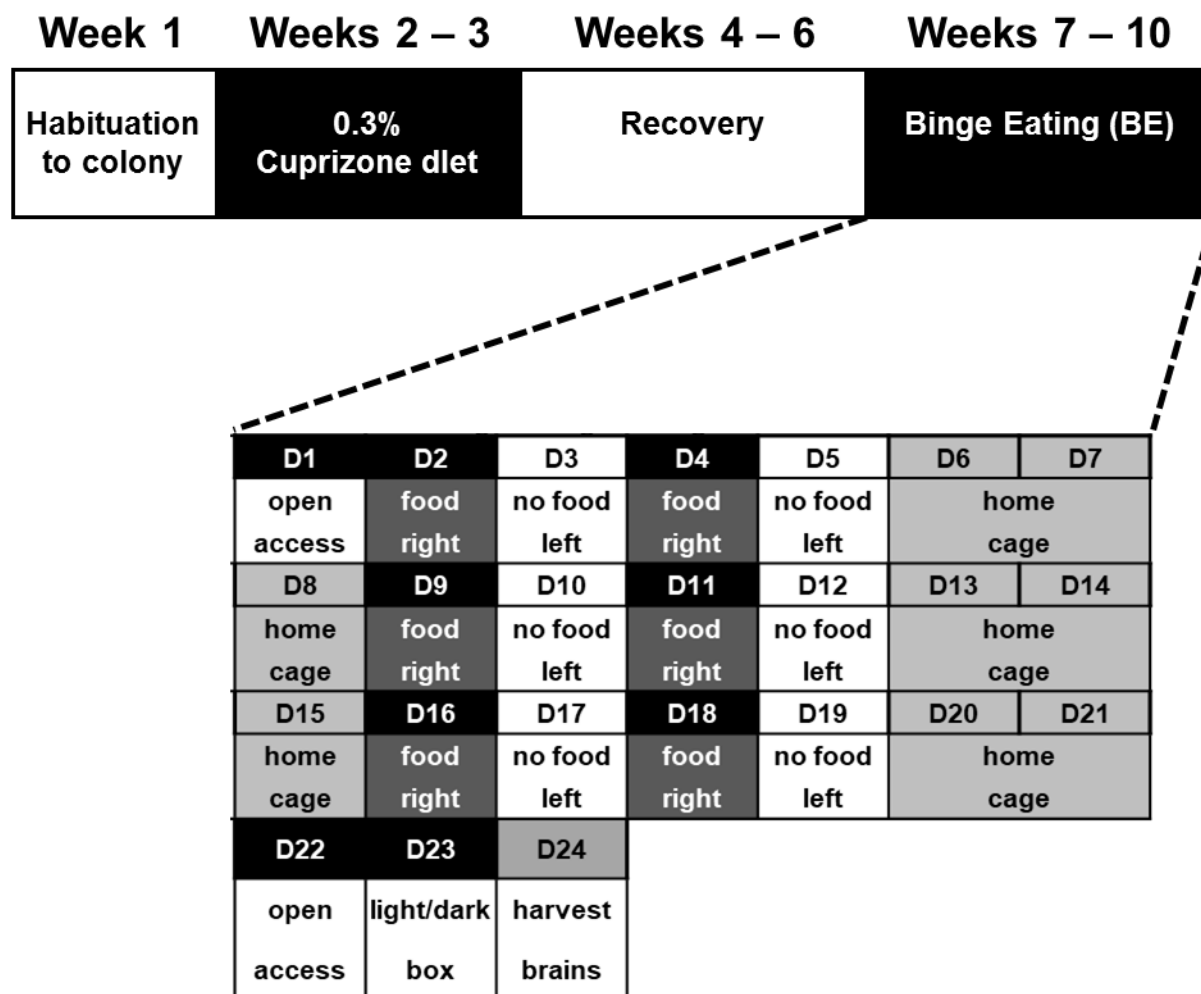 Week 1 Weeks 2 – 3 Weeks 4 – 6 Weeks 7 – 10
Habituation 0.3% Recovery Binge Eating (BE)
to colony Cuprizone dlet
D1 D2 D3 D4 D5 D6 D7
open food no food food no food home
access right left right left cage
D8 D9 D10 D11 D12 D13 D14
home food no food food no food home
cage right left right left cage
D15 D16 D17 D18 D19 D20 D21
home food no food food no food home
cage right left right left cage
D22 D23 D24
open light/dark harvest
access box brains